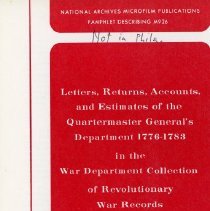 NATIONAL ARCHIVES MICROFILM PUBLICATIONS
PAMPHLET DESCRIBING M926
Not in Phila.
Letters, Returns, Accounts,
and Estimates of the
Quartermaster General's
Department 1776-1783
in the
War Department Collection
of Revolutionary
War Records